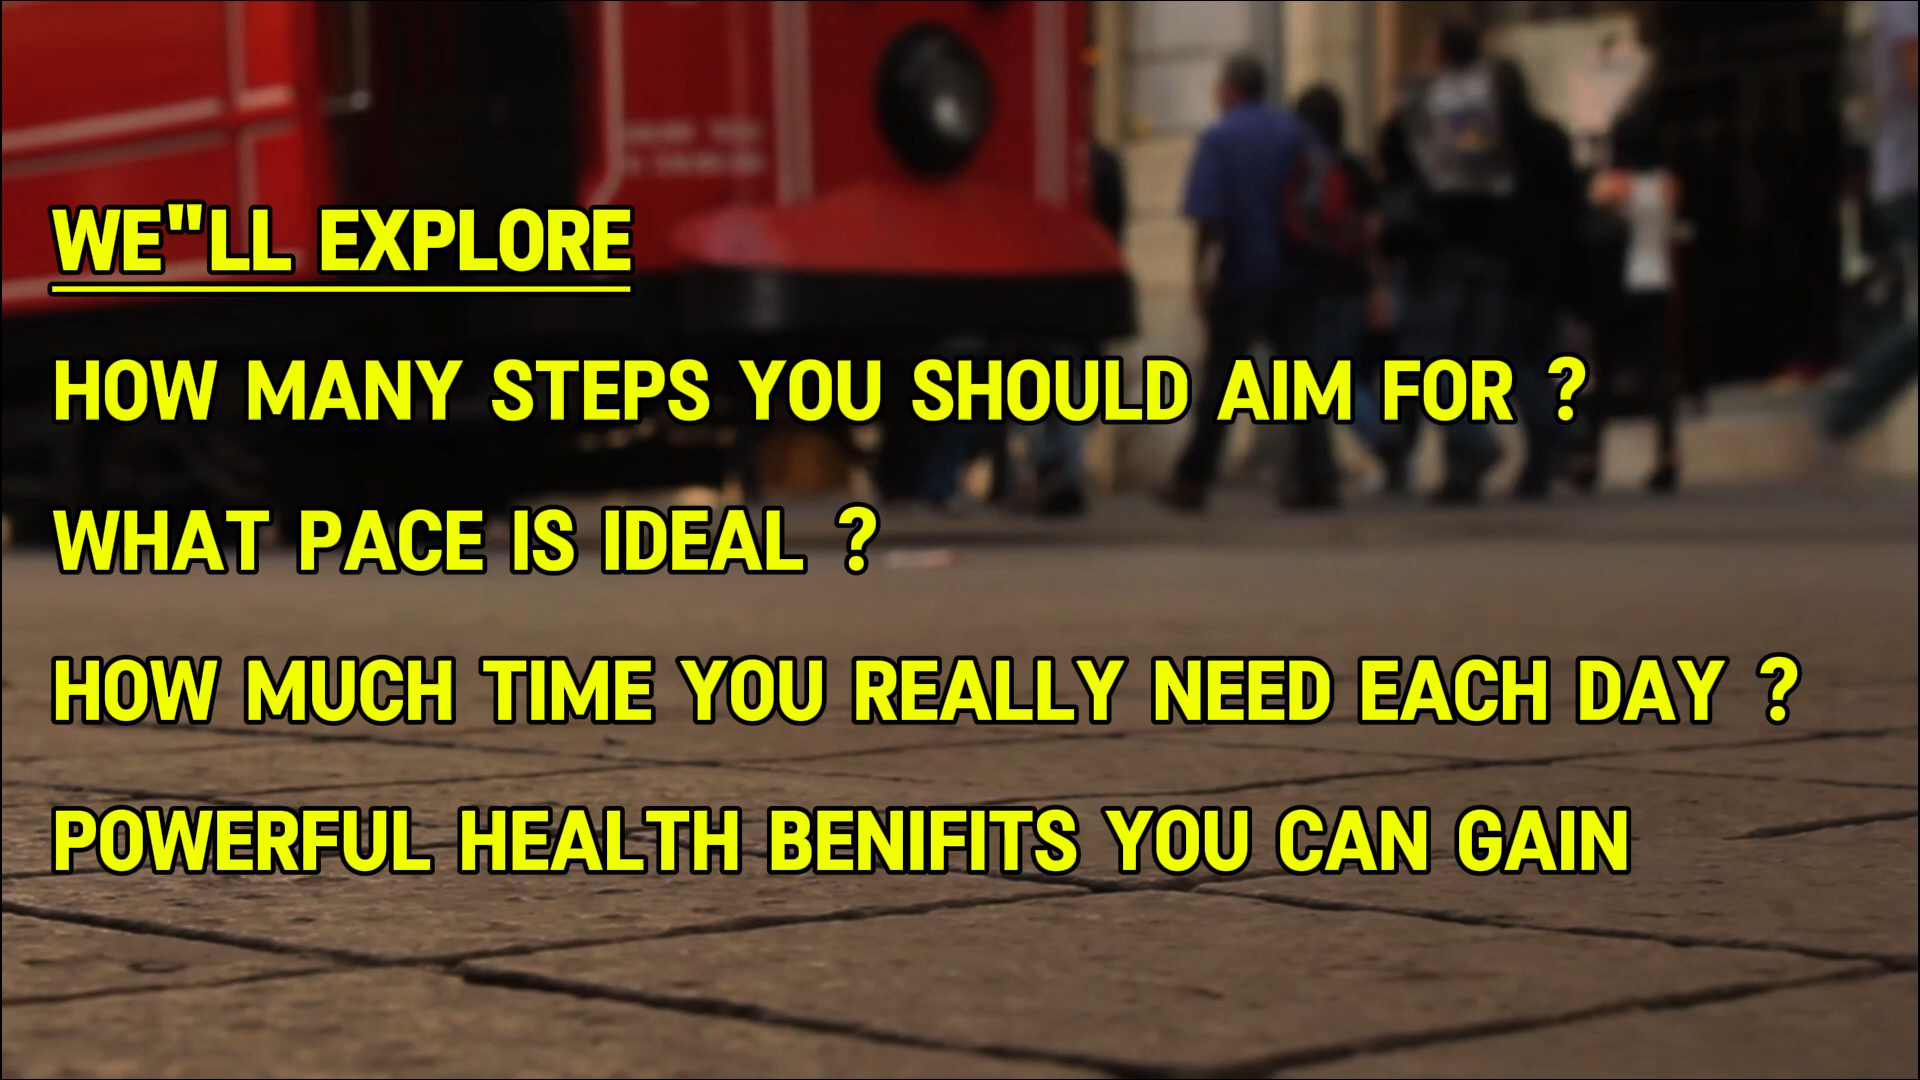 WE"LL EXPLORE
HOW MANY STEPS YOU SHOULD AIM FOR ?
WHAT PACE IS IDEAL ?
HOW MUCH TIME YOU REALLY NEED EACH DAY ?
POWERFUL HEALTH BENIFITS YOU CAN GAIN